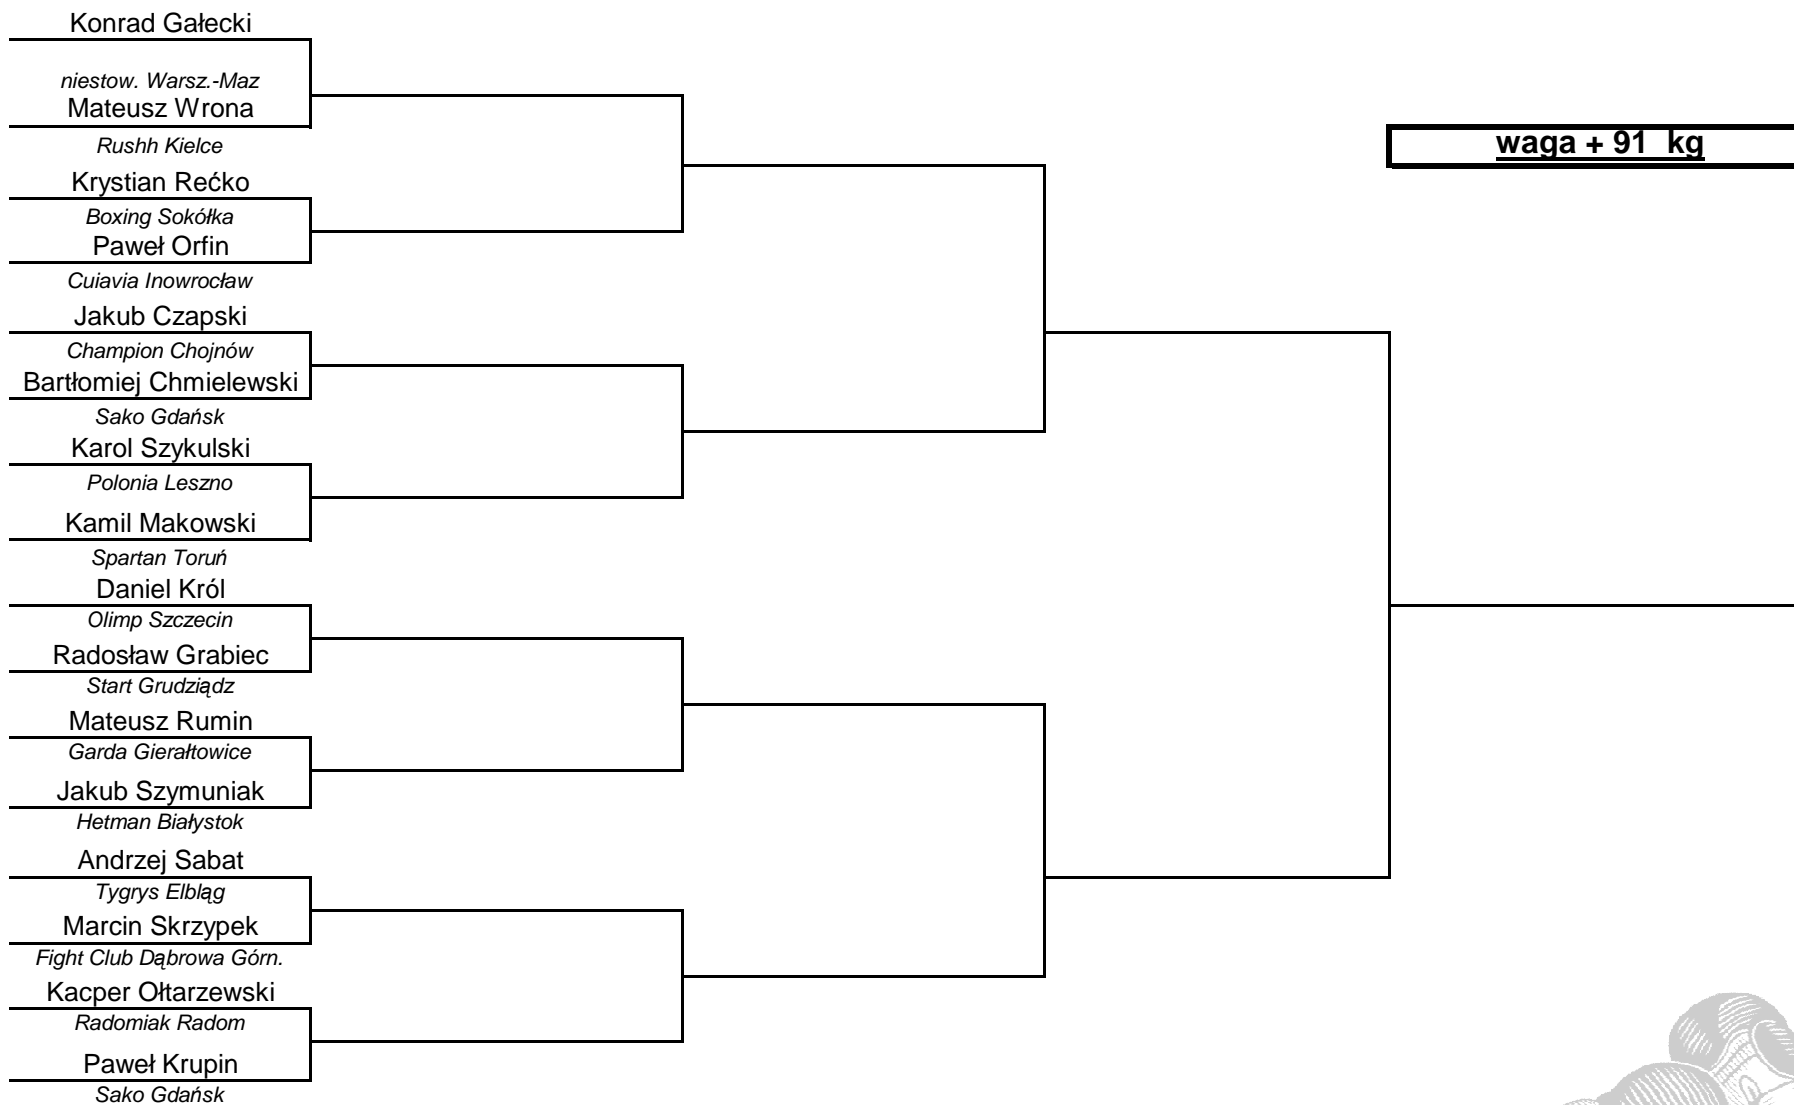 Konrad Gałecki
niestow. Warsz.-Maz
Mateusz Wrona
Rushh Kielce
Krystian Rećko
Boxing Sokółka
Paweł Orfin
Cuiavia Inowrocław
Jakub Czapski
Champion Chojnów
Bartłomiej Chmielewski
Sako Gdańsk
Karol Szykulski
Polonia Leszno
Kamil Makowski
Spartan Toruń
Daniel Król
Olimp Szczecin
Radosław Grabiec
Start Grudziądz
Mateusz Rumin
Garda Gierałtowice
Jakub Szymuniak
Hetman Białystok
Andrzej Sabat
Tygrys Elbląg
Marcin Skrzypek
Fight Club Dąbrowa Górn.
Kacper Ołtarzewski
Radomiak Radom
Paweł Krupin
Sako Gdańsk
waga + 91 kg